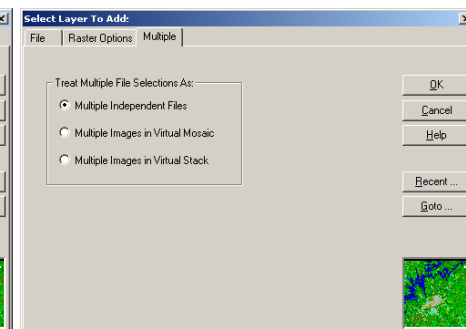 Select Layer To Add:
File Raster Options Multiple
Treat Multiple File Selections As:
Multiple Independent Files
Multiple Images in Virtual Mosaic
Multiple Images in Virtual Stack
OK
Cancel
Help
Recent ...
Goto ...